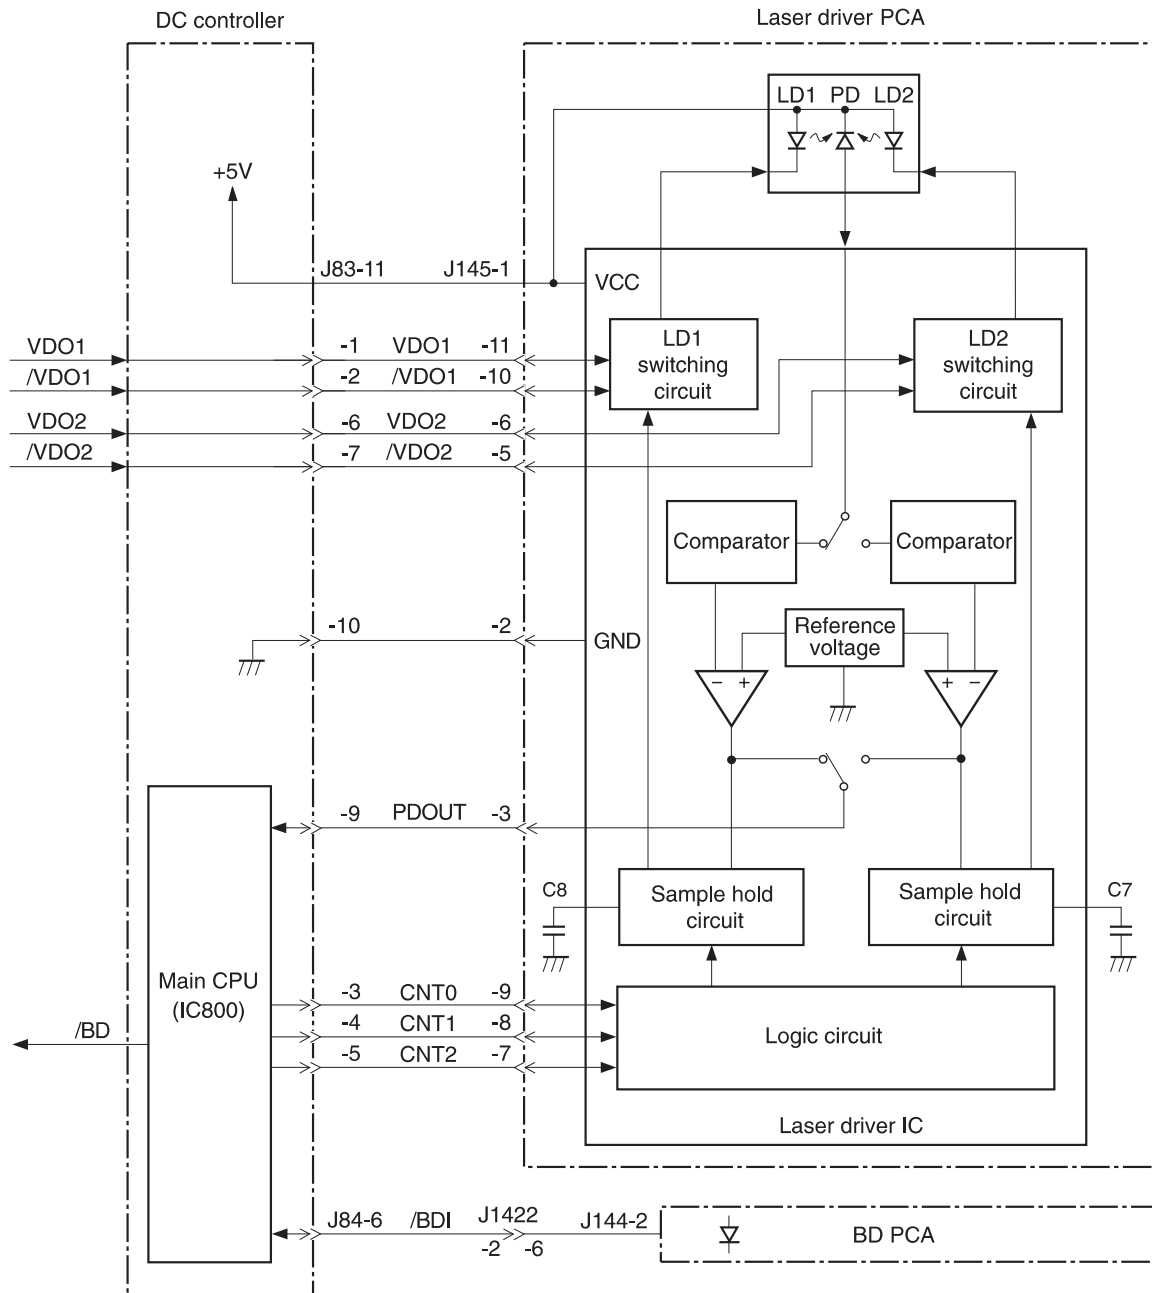 DC controller
Laser driver PCA
LD1 PD LD2
+5V
J83-11 J145-1
VCC
VDO1 -1 VDO1 -11
/VDO1 -2 /VDO1 -10
VDO2 -6 VDO2 -6
/VDO2 -7 /VDO2 -5
LD1
switching
circuit
LD2
switching
circuit
Comparator
Comparator
-10 -2
GND
Reference
voltage
− +
+ −
-9 PDOUT -3
C8
Sample hold
circuit
Sample hold
circuit
C7
Main CPU
(IC800)
/BD
-3 CNT0 -9
-4 CNT1 -8
-5 CNT2 -7
Logic circuit
Laser driver IC
J84-6 /BDI J1422 J144-2
-2 -6
BD PCA